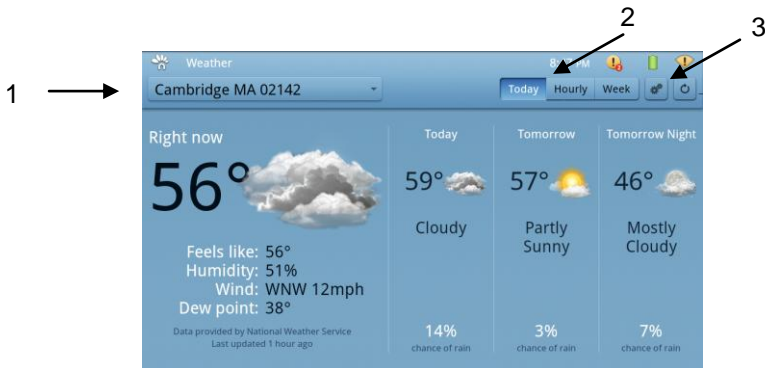 2
3
1
Weather
PM
Cambridge MA 02142
Today Hourly Week
Right now
56°
Feels like: 56°
Humidity: 51%
Wind: WNW 12mph
Dew point: 38°
Data provided by National Weather Service
Last updated 1 hour ago
Today
59°
Cloudy
14%
chance of rain
Tomorrow
57°
Partly
Sunny
3%
chance of rain
Tomorrow Night
46°
Mostly
Cloudy
7%
chance of rain